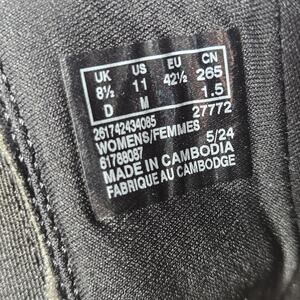 UK US EU CN
8½ 11 42½ 265
D M 1.5
261742434085 27772
WOMENS/FEMMES
61788087 5/24
MADE IN CAMBODIA
FABRIQUE AU CAMBODGE